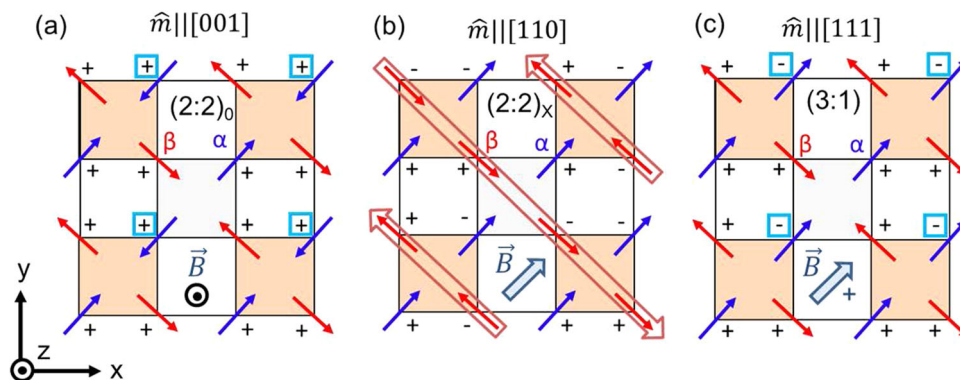 (a) m̂||[001] (b) m̂||[110] (c) m̂||[111]
+ + + + - - + - + - + -
(2:2)₀ (2:2)ₓ (3:1)
β α β α β α
+ + + + + + - - + + + +
+ + + + + - - - + - + -
B⃗ B⃗ B⃗
+
y
+ + + + + - + + + + + +
z
x